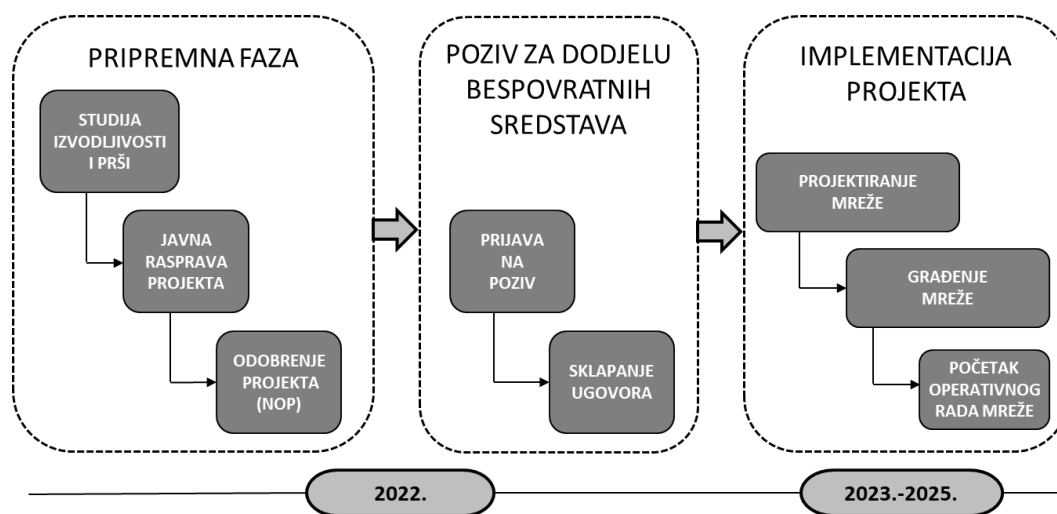 PRIPREMNA FAZA
STUDIJA
IZVODLJIVOSTI
I PRŠI
JAVNA
RASPRAVA
PROJEKTA
ODOBRENJE
PROJEKTA
(NOP)
POZIV ZA DODJELU
BESPOVRATNIH
SREDSTAVA
PRIJAVA
NA
POZIV
SKLAPANJE
UGOVORA
IMPLEMENTACIJA
PROJEKTA
PROJEKTIRANJE
MREŽE
GRAĐENJE
MREŽE
POČETAK
OPERATIVNOG
RADA MREŽE
2022.
2023.-2025.